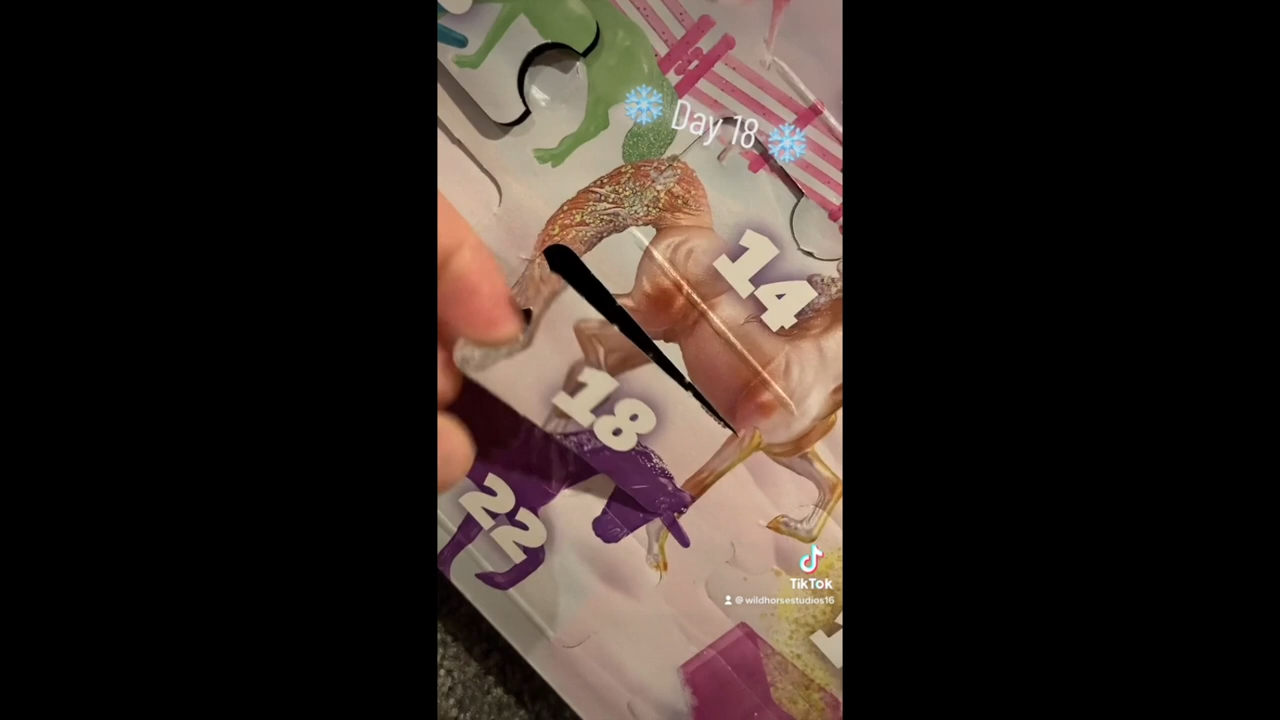 ❄ Day 18 ❄
14
18
22
TikTok
@wildhorsestudios16